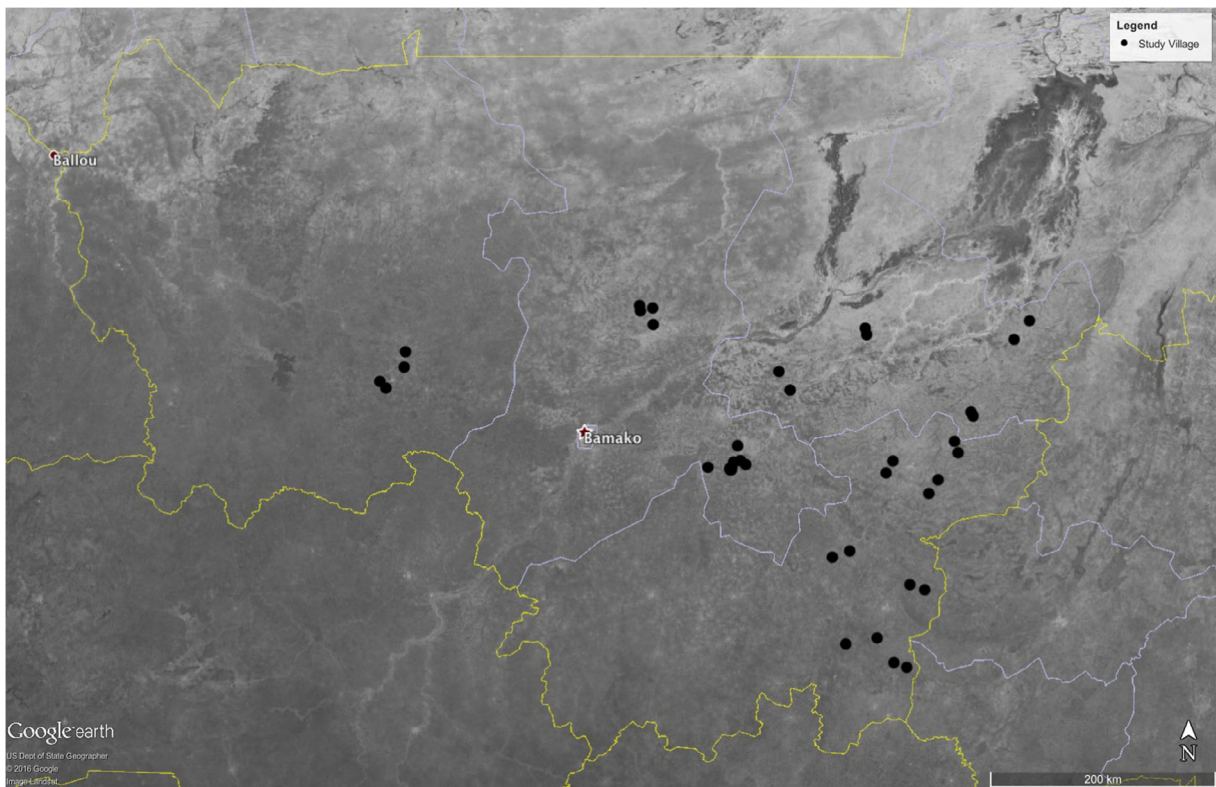 Legend
Study Village
Ballou
Bamako
Google earth
US Dept of State Geographer
© 2016 Google
Image Landsat
N
200 km